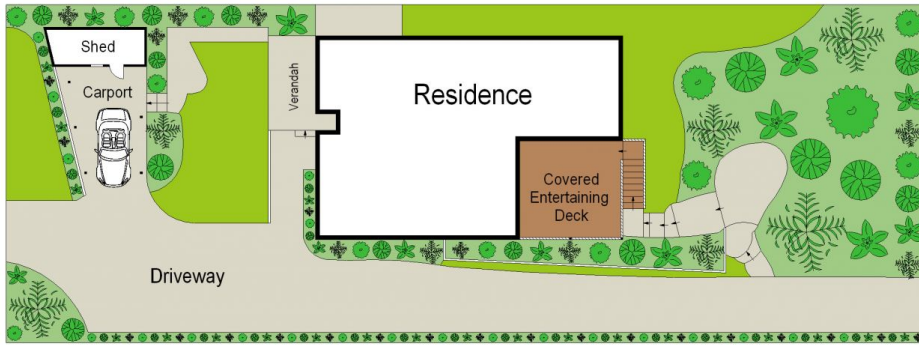 Shed
Carport
Verandah
Residence
Covered
Entertaining
Deck
Driveway